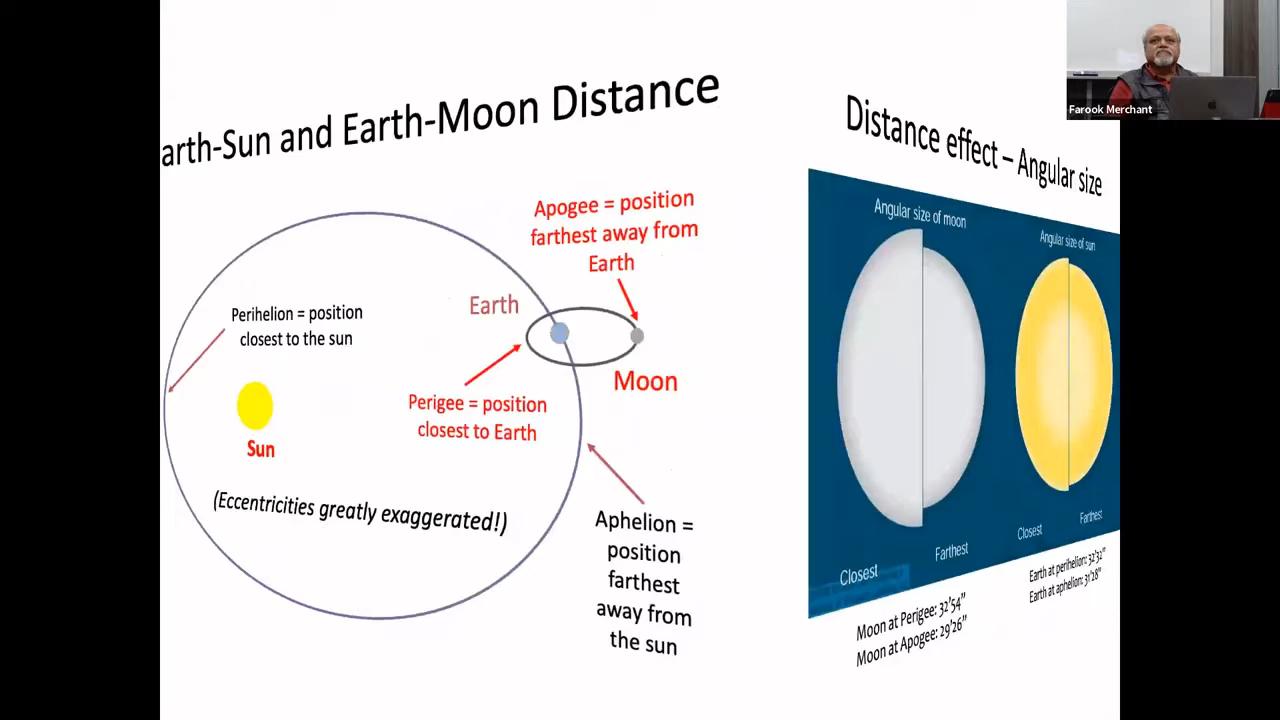 arth-Sun and Earth-Moon Distance
Apogee = position
farthest away from
Earth
Earth
Perihelion = position
closest to the sun
Moon
Perigee = position
closest to Earth
Sun
(Eccentricities greatly exaggerated!)
Aphelion =
position
farthest
away from
the sun
Farook Merchant
Distance effect – Angular size
Angular size of moon
Angular size of sun
Closest
Farthest
Closest
Farthest
Moon at Perigee: 32'54"
Moon at Apogee: 29'26"
Earth at perihelion: 32'32"
Earth at aphelion: 31'28"